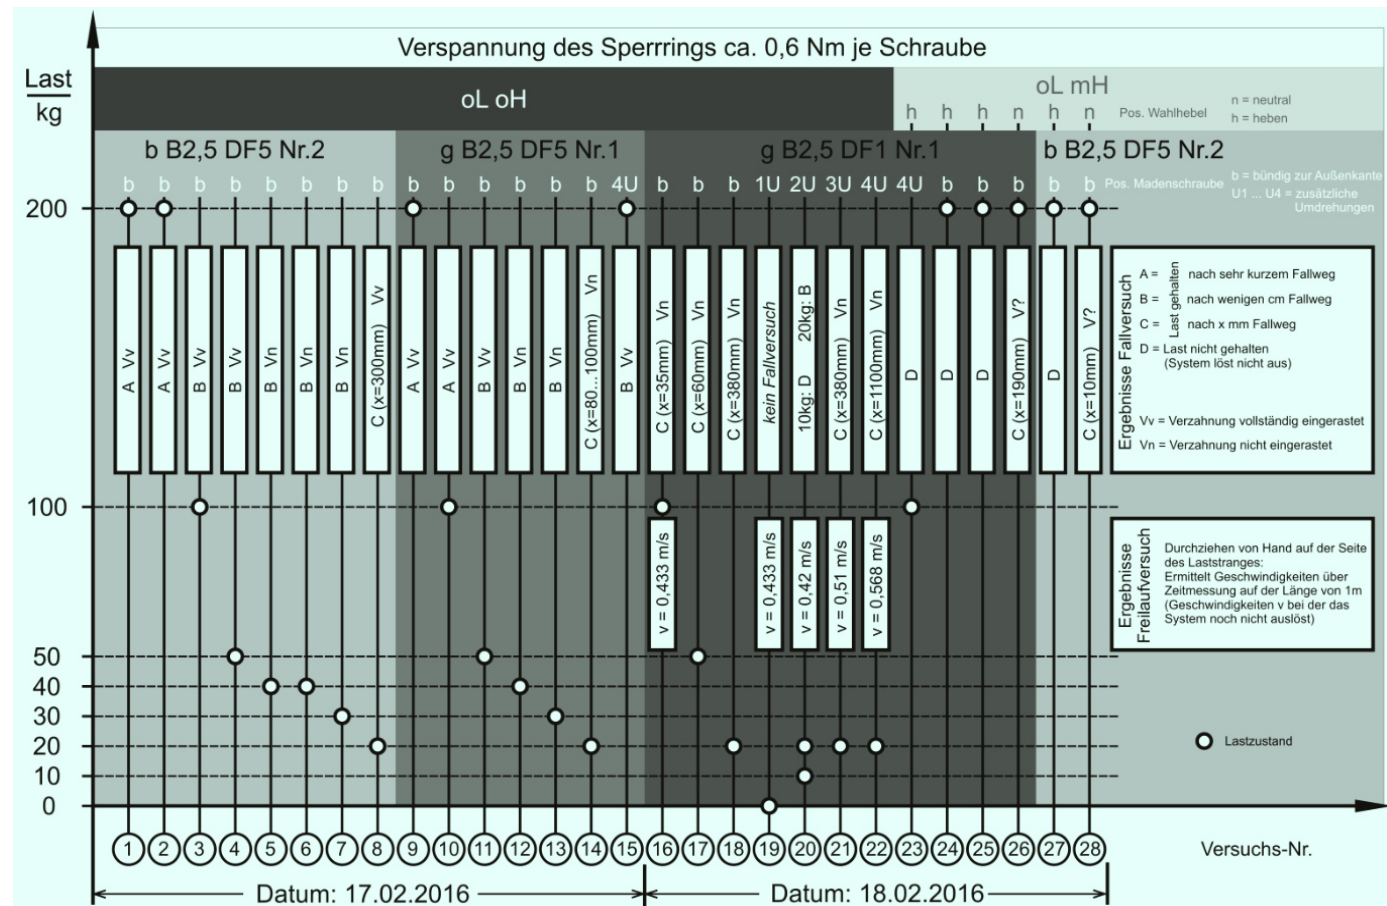 Verspannung des Sperrrings ca. 0,6 Nm je Schraube
Last
kg
oL oH
oL mH
h h h n h n
Pos. Wahlhebel
n = neutral
h = heben
b B2,5 DF5 Nr.2
g B2,5 DF5 Nr.1
g B2,5 DF1 Nr.1
b B2,5 DF5 Nr.2
b b b b b b b b b b b b b b 4U b b b 1U 2U 3U 4U 4U b b b b b
Pos. Madenschraube
b = bündig zur Außenkante
U1 ... U4 = zusätzliche
Umdrehungen
200
A Vv
A Vv
B Vv
B Vv
B Vn
B Vn
B Vn
C (x=300mm) Vv
A Vv
A Vv
B Vn
B Vn
B Vn
C (x=80...100mm) Vn
B Vv
C (x=35mm) Vn
C (x=60mm) Vn
C (x=380mm) Vn
kein Fallversuch
10kg: D 20kg: B
C (x=380mm) Vn
C (x=1100mm) Vn
D
D
D
C (x=190mm) V?
D
C (x=10mm) V?
Ergebnisse Fallversuch
A = nach sehr kurzem Fallweg
B = nach wenigen cm Fallweg
C = nach x mm Fallweg
Last gehalten
D = Last nicht gehalten
(System löst nicht aus)
Vv = Verzahnung vollständig eingerastet
Vn = Verzahnung nicht eingerastet
100
v = 0,433 m/s
v = 0,433 m/s
v = 0,42 m/s
v = 0,51 m/s
v = 0,568 m/s
Ergebnisse
Freilaufversuch
Durchziehen von Hand auf der Seite
des Laststranges:
Ermittelt Geschwindigkeiten über
Zeitmessung auf der Länge von 1m
(Geschwindigkeiten v bei der das
System noch nicht auslöst)
50
40
30
20
10
0
Lastzustand
1 2 3 4 5 6 7 8 9 10 11 12 13 14 15 16 17 18 19 20 21 22 23 24 25 26 27 28
Versuchs-Nr.
Datum: 17.02.2016
Datum: 18.02.2016